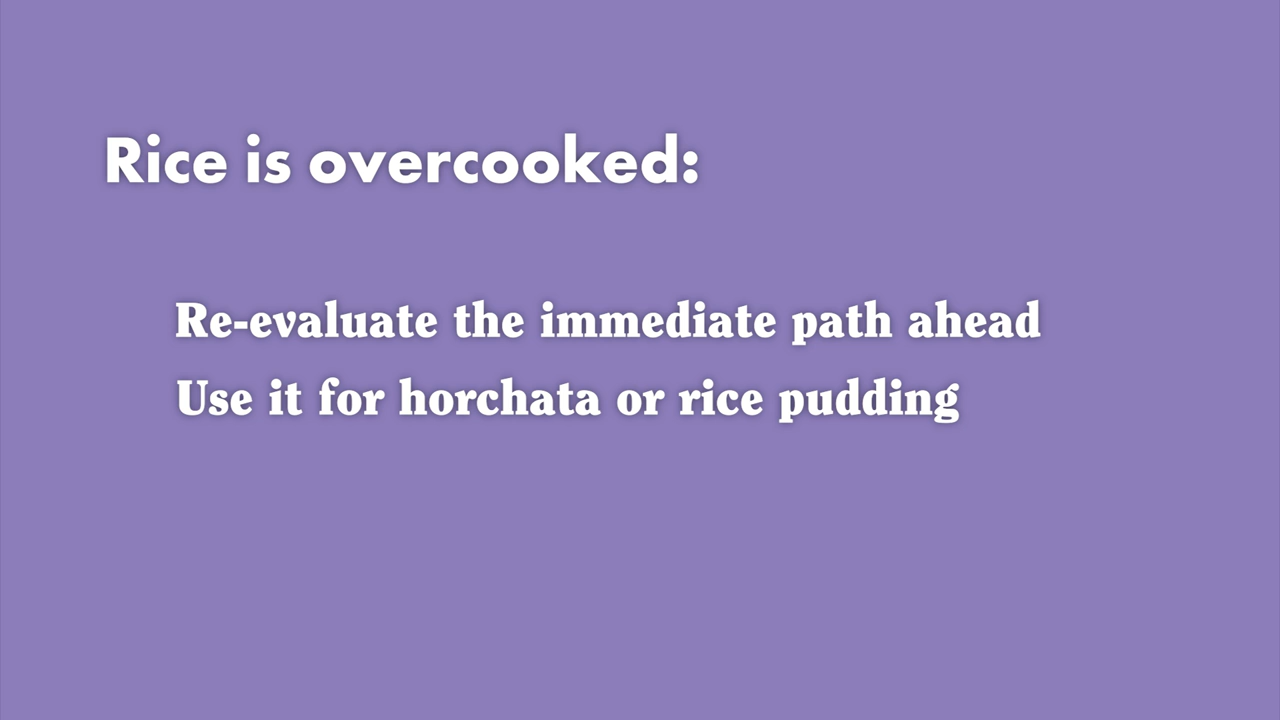 Rice is overcooked:
Re-evaluate the immediate path ahead
Use it for horchata or rice pudding